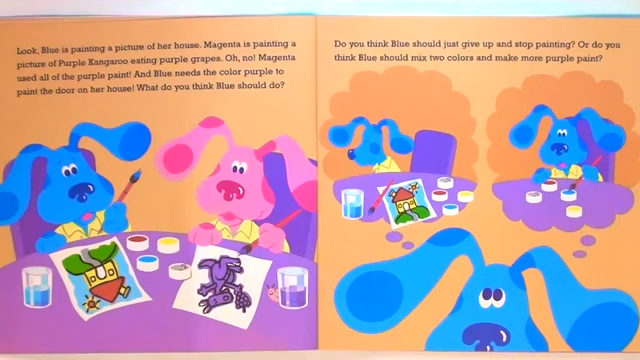 Look, Blue is painting a picture of her house. Magenta is painting a
picture of Purple Kangaroo eating purple grapes. Oh, no! Magenta
used all of the purple paint! And Blue needs the color purple to
paint the door on her house! What do you think Blue should do?
Do you think Blue should just give up and stop painting? Or do you
think Blue should mix two colors and make more purple paint?